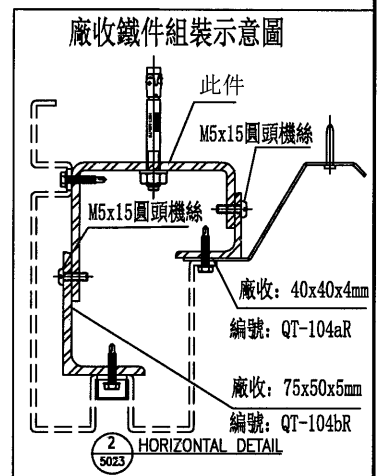 廠收鐵件組裝示意圖
此件
M5x15圓頭機絲
M5x15圓頭機絲
廠收: 40x40x4mm
編號: QT-104aR
廠收: 75x50x5mm
編號: QT-104bR
2
5023
HORIZONTAL DETAIL